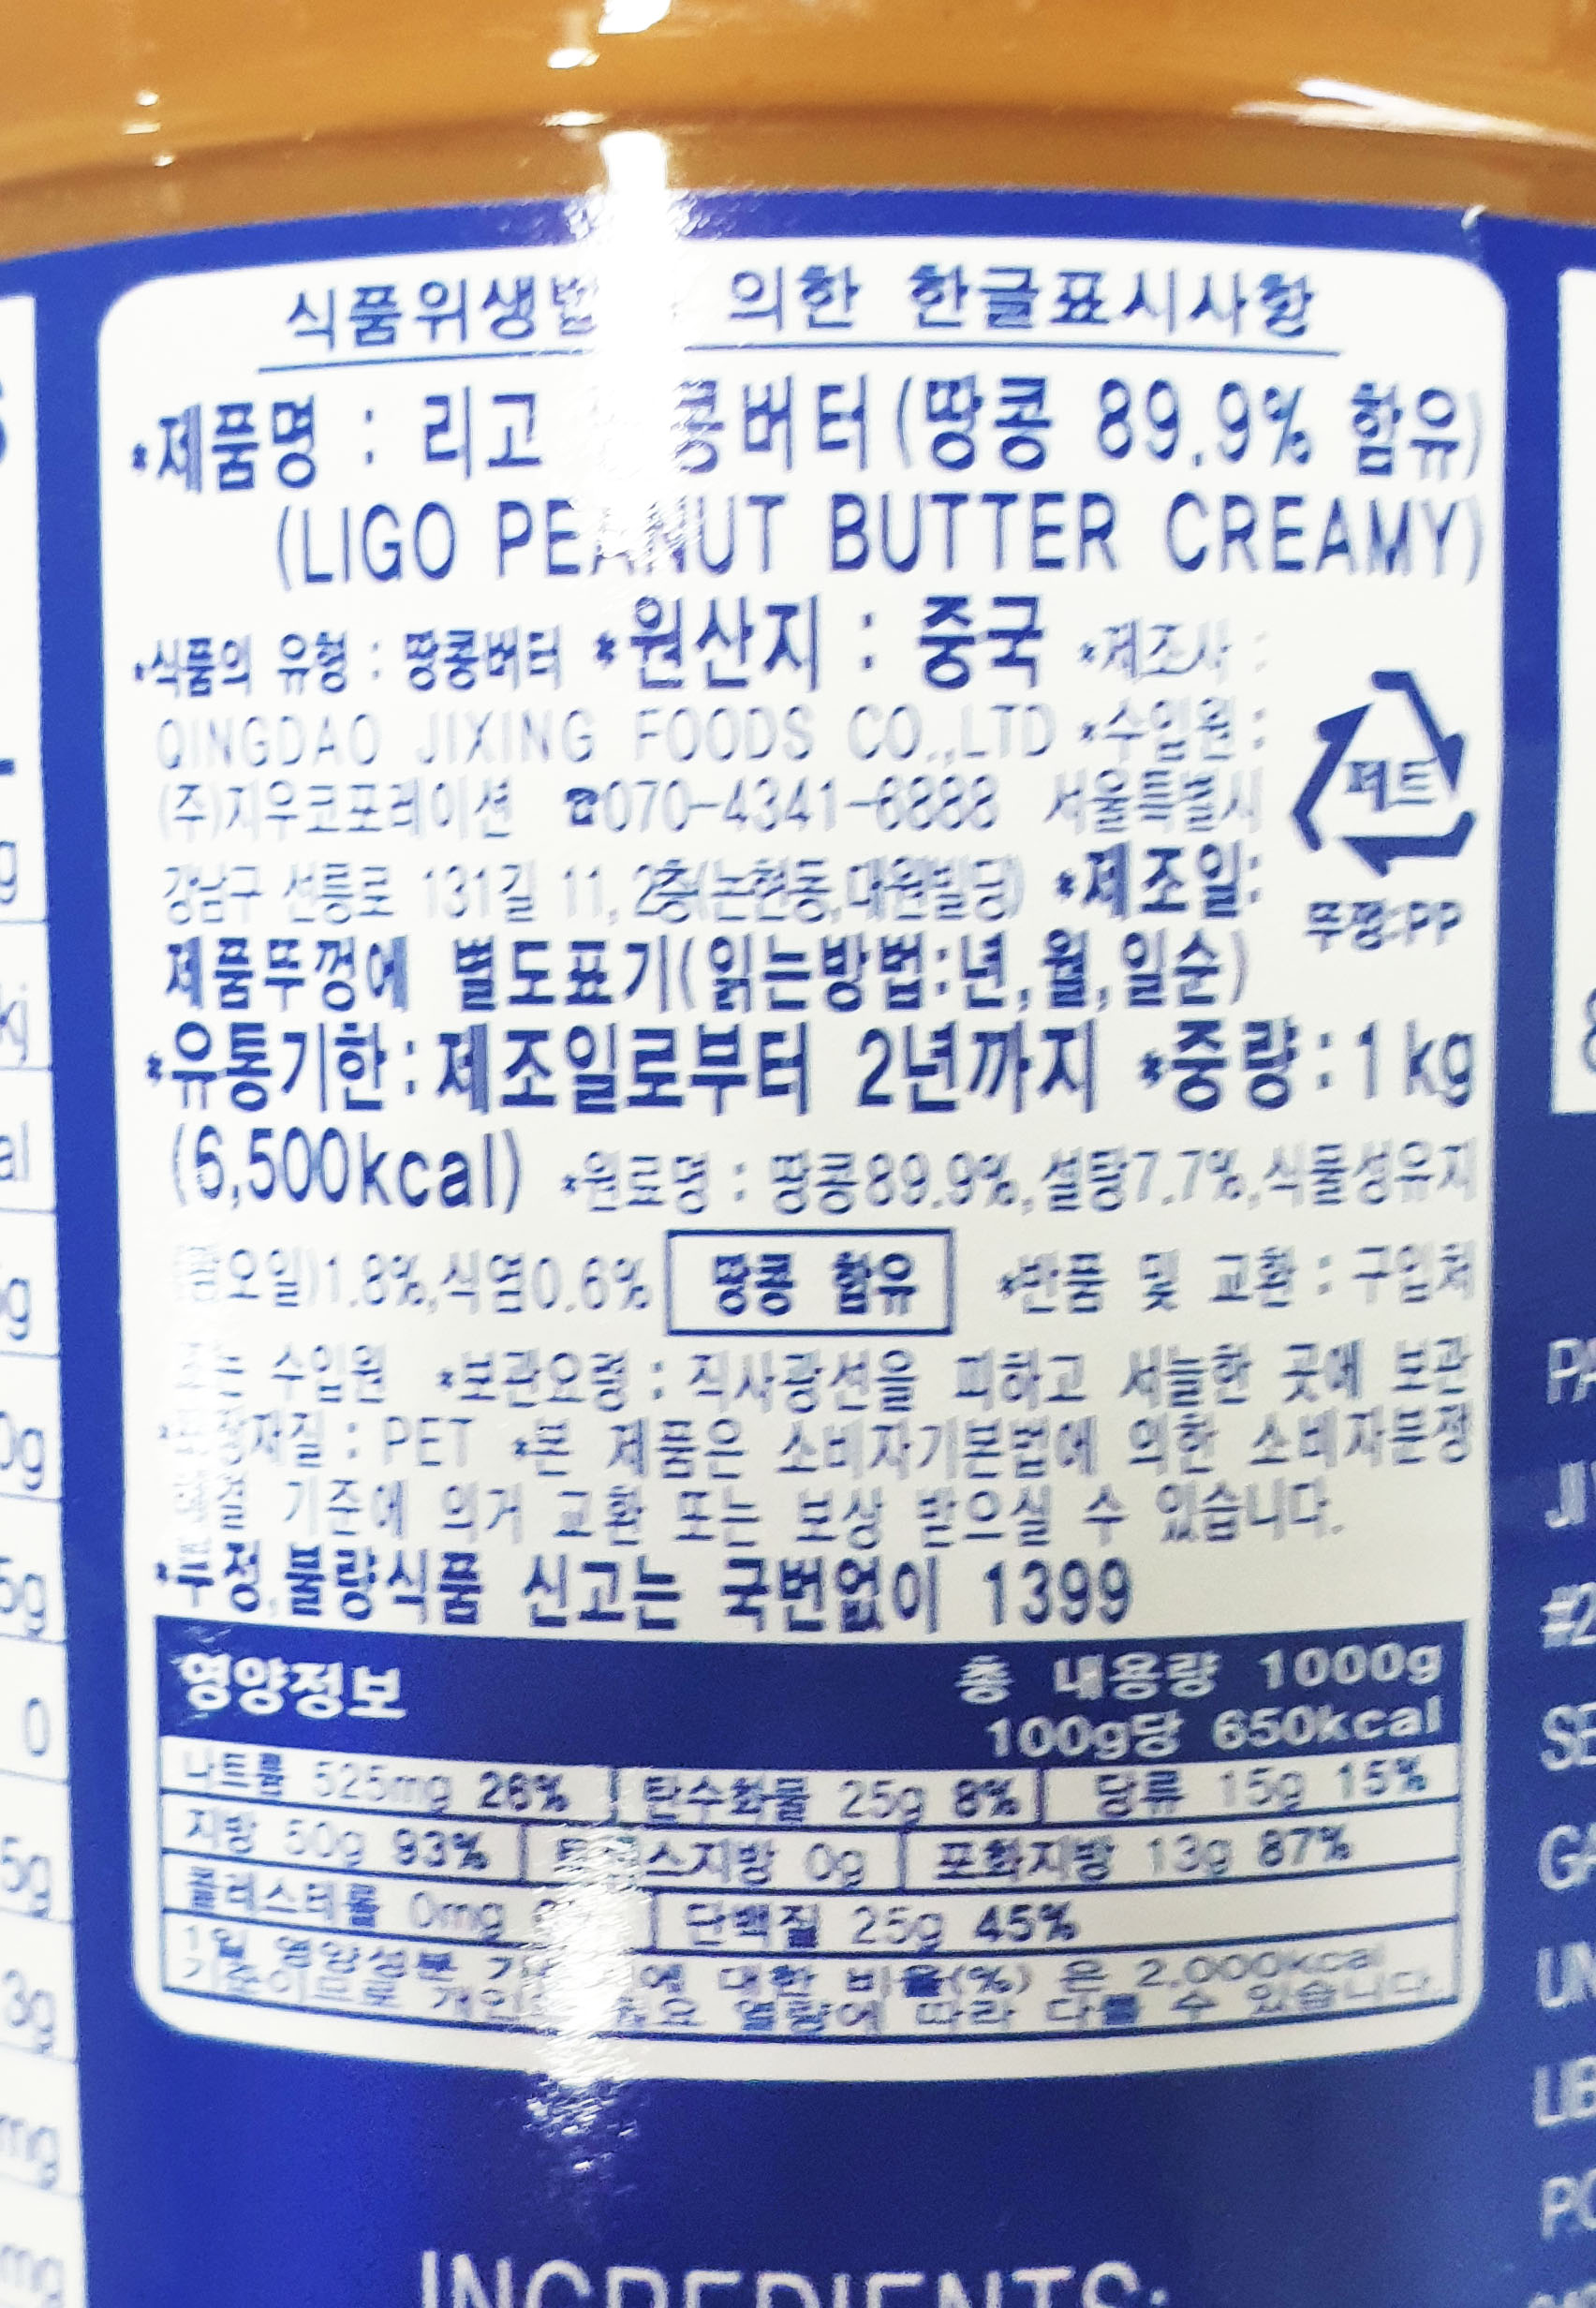 식품위생법 의한 한글표시사항
*제품명 : 리고 콩버터(땅콩 89.9% 함유)
(LIGO PEANUT BUTTER CREAMY)
*식품의 유형 : 땅콩버터 *원산지 : 중국 *제조사 :
QINGDAO JIXING FOODS CO.,LTD *수입원 :
(주)지우코포레이션 ☎070-4341-6888 서울특별시
강남구 선릉로 131길 11, 2층(논현동,대원빌딩) *제조일:
제품뚜껑에 별도표기(읽는방법:년,월,일순)
페트
뚜껑:PP
*유통기한:제조일로부터 2년까지 *중량:1kg
(6,500kcal) *원료명 : 땅콩89.9%,설탕7.7%,식물성유지
오일)1.8%,식염0.6% 땅콩 함유 *반품 및 교환 : 구입처
또는 수입원 *보관요령 : 직사광선을 피하고 서늘한 곳에 보관
재질 : PET *본 제품은 소비자기본법에 의한 소비자분쟁
기준에 의거 교환 또는 보상 받으실 수 있습니다.
*부정,불량식품 신고는 국번없이 1399
영양정보 총 내용량 1000g
100g당 650kcal
나트륨 525mg 26% 탄수화물 25g 8% 당류 15g 15%
지방 50g 93% 트랜스지방 0g 포화지방 13g 87%
콜레스테롤 0mg 단백질 25g 45%
1일 영양성분 대한 비율(%) 은 2,000kcal
기준이므로 개인 필요 열량에 따라 다를 수 있습니다.
INGREDIENTS: